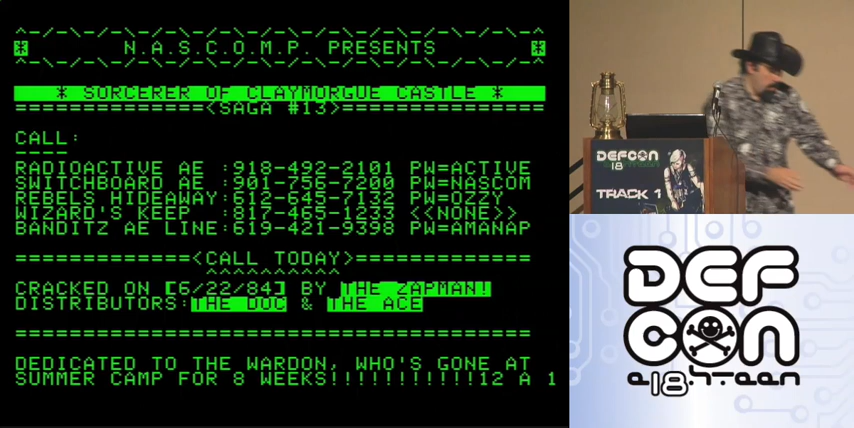 ^-/-\-/-\-/-\-/-\-/-\-/-\-/-\-/-\-/-\-^
* N.A.S.C.O.M.P. PRESENTS *
^-\-/-\-/-\-/-\-/-\-/-\-/-\-/-\-/-\-/-^
* SORCERER OF CLAYMORGUE CASTLE *
==============<SAGA #13>===============
CALL:
----
RADIOACTIVE AE :918-492-2101 PW=ACTIVE
SWITCHBOARD AE :901-756-7200 PW=NASCOM
REBELS HIDEAWAY:612-645-7132 PW=OZZY
WIZARD'S KEEP :817-465-1233 <<NONE>>
BANDITZ AE LINE:619-421-9398 PW=AMANAP
=============<CALL TODAY>=============
^^^^^^^^^^
CRACKED ON [6/22/84] BY THE ZAPMAN!
DISTRIBUTORS:THE DOC & THE ACE
======================================
DEDICATED TO THE WARDON, WHO'S GONE AT
SUMMER CAMP FOR 8 WEEKS!!!!!!!!!!!12 A 1
DEFCON
18
TRACK 1
DEF
CON
e18hteen